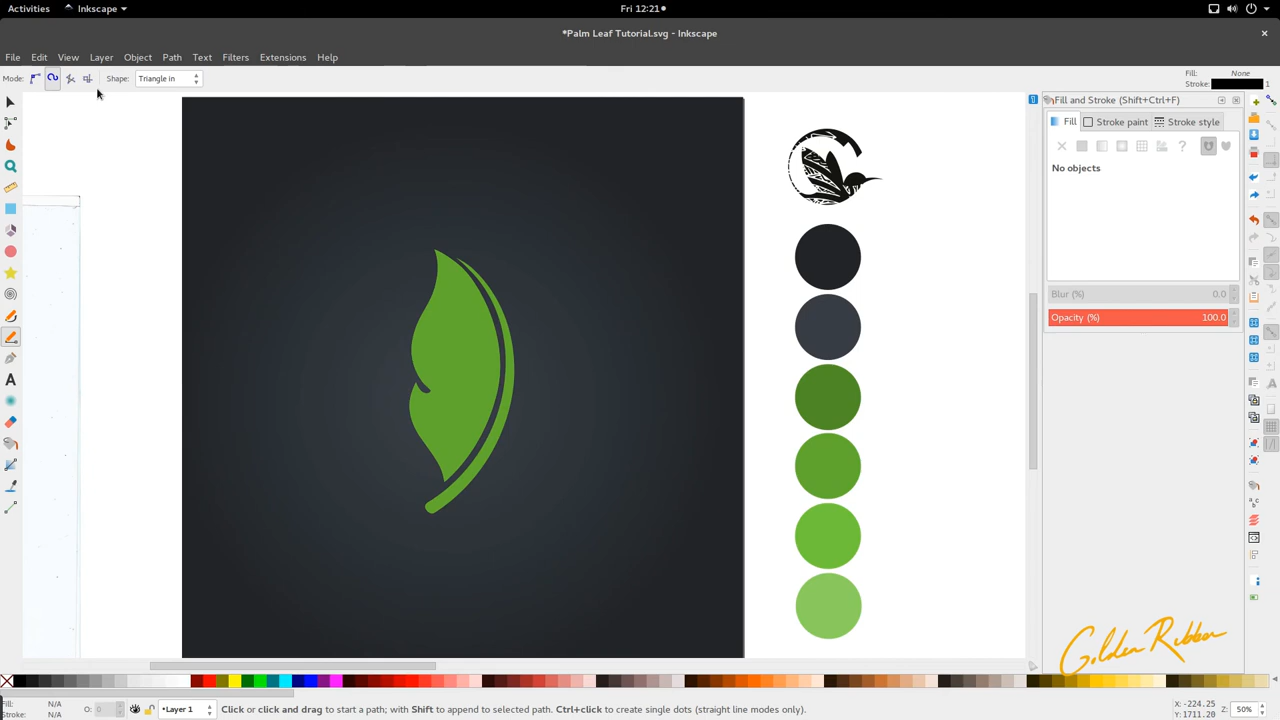 Activities Inkscape Fri 12:21
*Palm Leaf Tutorial.svg - Inkscape
File Edit View Layer Object Path Text Filters Extensions Help
Mode: Shape: Triangle in Fill: None
Stroke: 1
Fill and Stroke (Shift+Ctrl+F)
Fill Stroke paint Stroke style
No objects
Blur (%) 0.0
Opacity (%) 100.0
Golden Ribbon
Fill: N/A O: 0 Layer 1 Click or click and drag to start a path; with Shift to append to selected path. Ctrl+click to create single dots (straight line modes only). X: -224.25 Z: 50%
Stroke: N/A Y: 1711.20